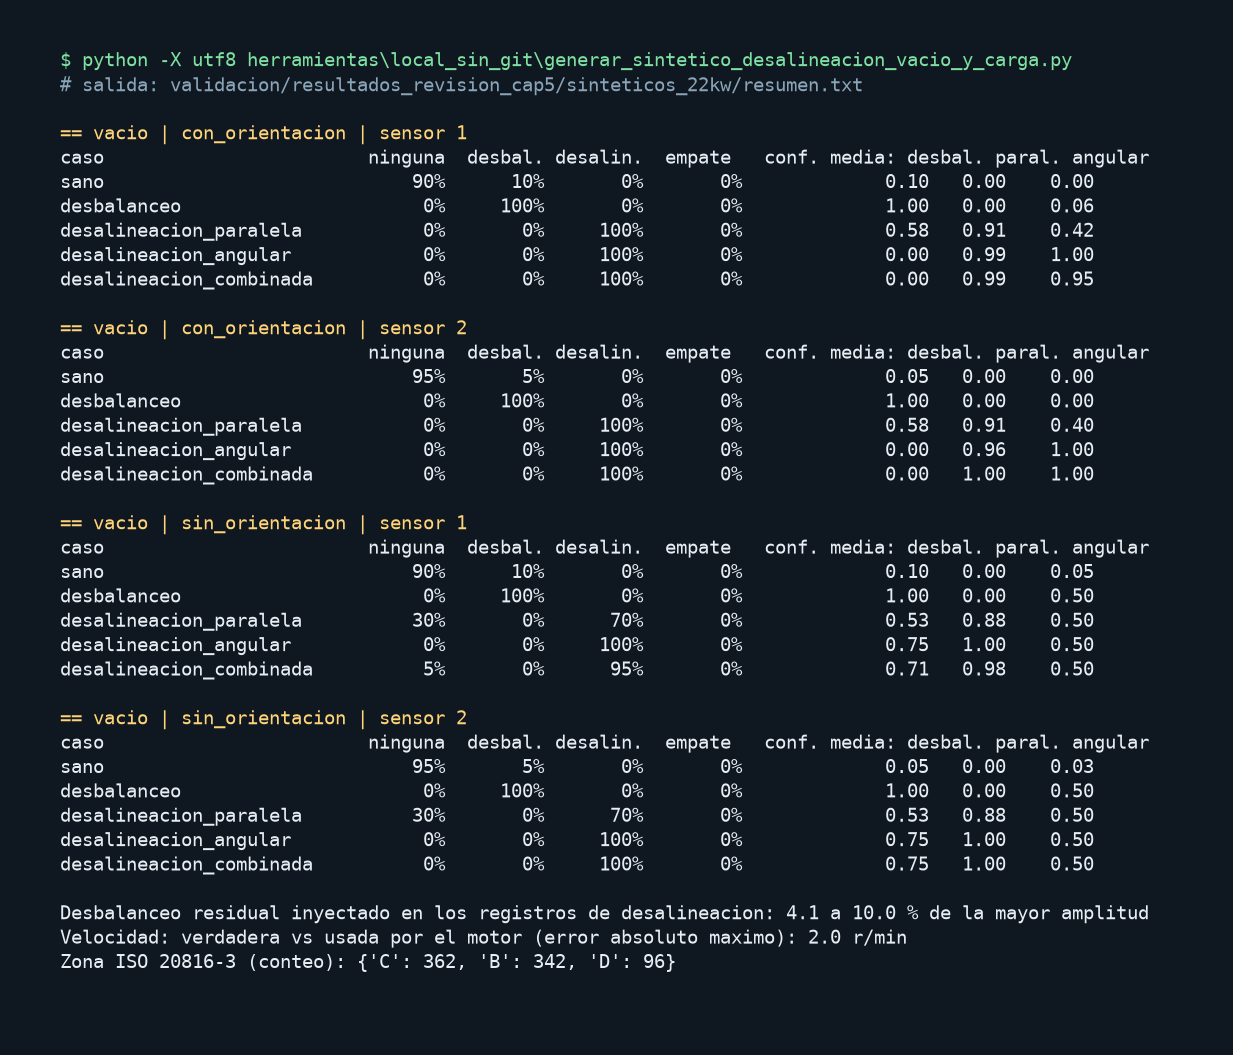 $ python -X utf8 herramientas\local_sin_git\generar_sintetico_desalineacion_vacio_y_carga.py
# salida: validacion/resultados_revision_cap5/sinteticos_22kw/resumen.txt
== vacio | con_orientacion | sensor 1
caso                        ninguna  desbal. desalin.  empate   conf. media: desbal. paral. angular
sano                            90%      10%       0%       0%             0.10   0.00    0.00
desbalanceo                      0%     100%       0%       0%             1.00   0.00    0.06
desalineacion_paralela           0%       0%     100%       0%             0.58   0.91    0.42
desalineacion_angular            0%       0%     100%       0%             0.00   0.99    1.00
desalineacion_combinada          0%       0%     100%       0%             0.00   0.99    0.95
== vacio | con_orientacion | sensor 2
caso                        ninguna  desbal. desalin.  empate   conf. media: desbal. paral. angular
sano                            95%       5%       0%       0%             0.05   0.00    0.00
desbalanceo                      0%     100%       0%       0%             1.00   0.00    0.00
desalineacion_paralela           0%       0%     100%       0%             0.58   0.91    0.40
desalineacion_angular            0%       0%     100%       0%             0.00   0.96    1.00
desalineacion_combinada          0%       0%     100%       0%             0.00   1.00    1.00
== vacio | sin_orientacion | sensor 1
caso                        ninguna  desbal. desalin.  empate   conf. media: desbal. paral. angular
sano                            90%      10%       0%       0%             0.10   0.00    0.05
desbalanceo                      0%     100%       0%       0%             1.00   0.00    0.50
desalineacion_paralela          30%       0%      70%       0%             0.53   0.88    0.50
desalineacion_angular            0%       0%     100%       0%             0.75   1.00    0.50
desalineacion_combinada          5%       0%      95%       0%             0.71   0.98    0.50
== vacio | sin_orientacion | sensor 2
caso                        ninguna  desbal. desalin.  empate   conf. media: desbal. paral. angular
sano                            95%       5%       0%       0%             0.05   0.00    0.03
desbalanceo                      0%     100%       0%       0%             1.00   0.00    0.50
desalineacion_paralela          30%       0%      70%       0%             0.53   0.88    0.50
desalineacion_angular            0%       0%     100%       0%             0.75   1.00    0.50
desalineacion_combinada          0%       0%     100%       0%             0.75   1.00    0.50
Desbalanceo residual inyectado en los registros de desalineacion: 4.1 a 10.0 % de la mayor amplitud
Velocidad: verdadera vs usada por el motor (error absoluto maximo): 2.0 r/min
Zona ISO 20816-3 (conteo): {'C': 362, 'B': 342, 'D': 96}